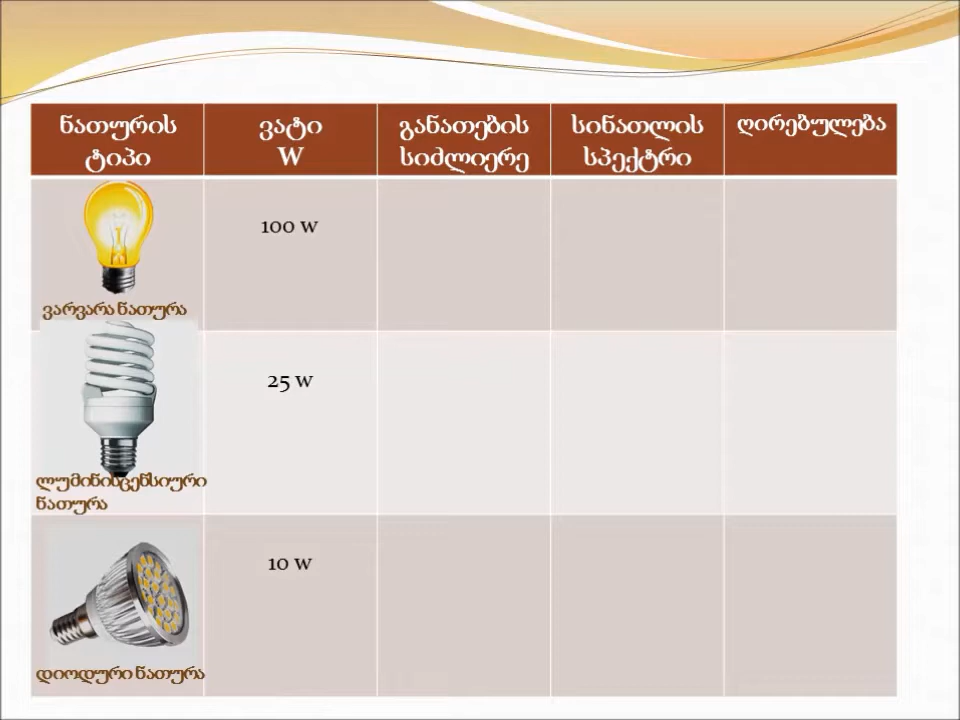 ნათურის
ტიპი
ვატი
W
განათების
სიძლიერე
სინათლის
სპექტრი
ღირებულება
100 w
ვარვარა ნათურა
25 w
ლუმინისცენსიური
ნათურა
10 w
დიოდური ნათურა